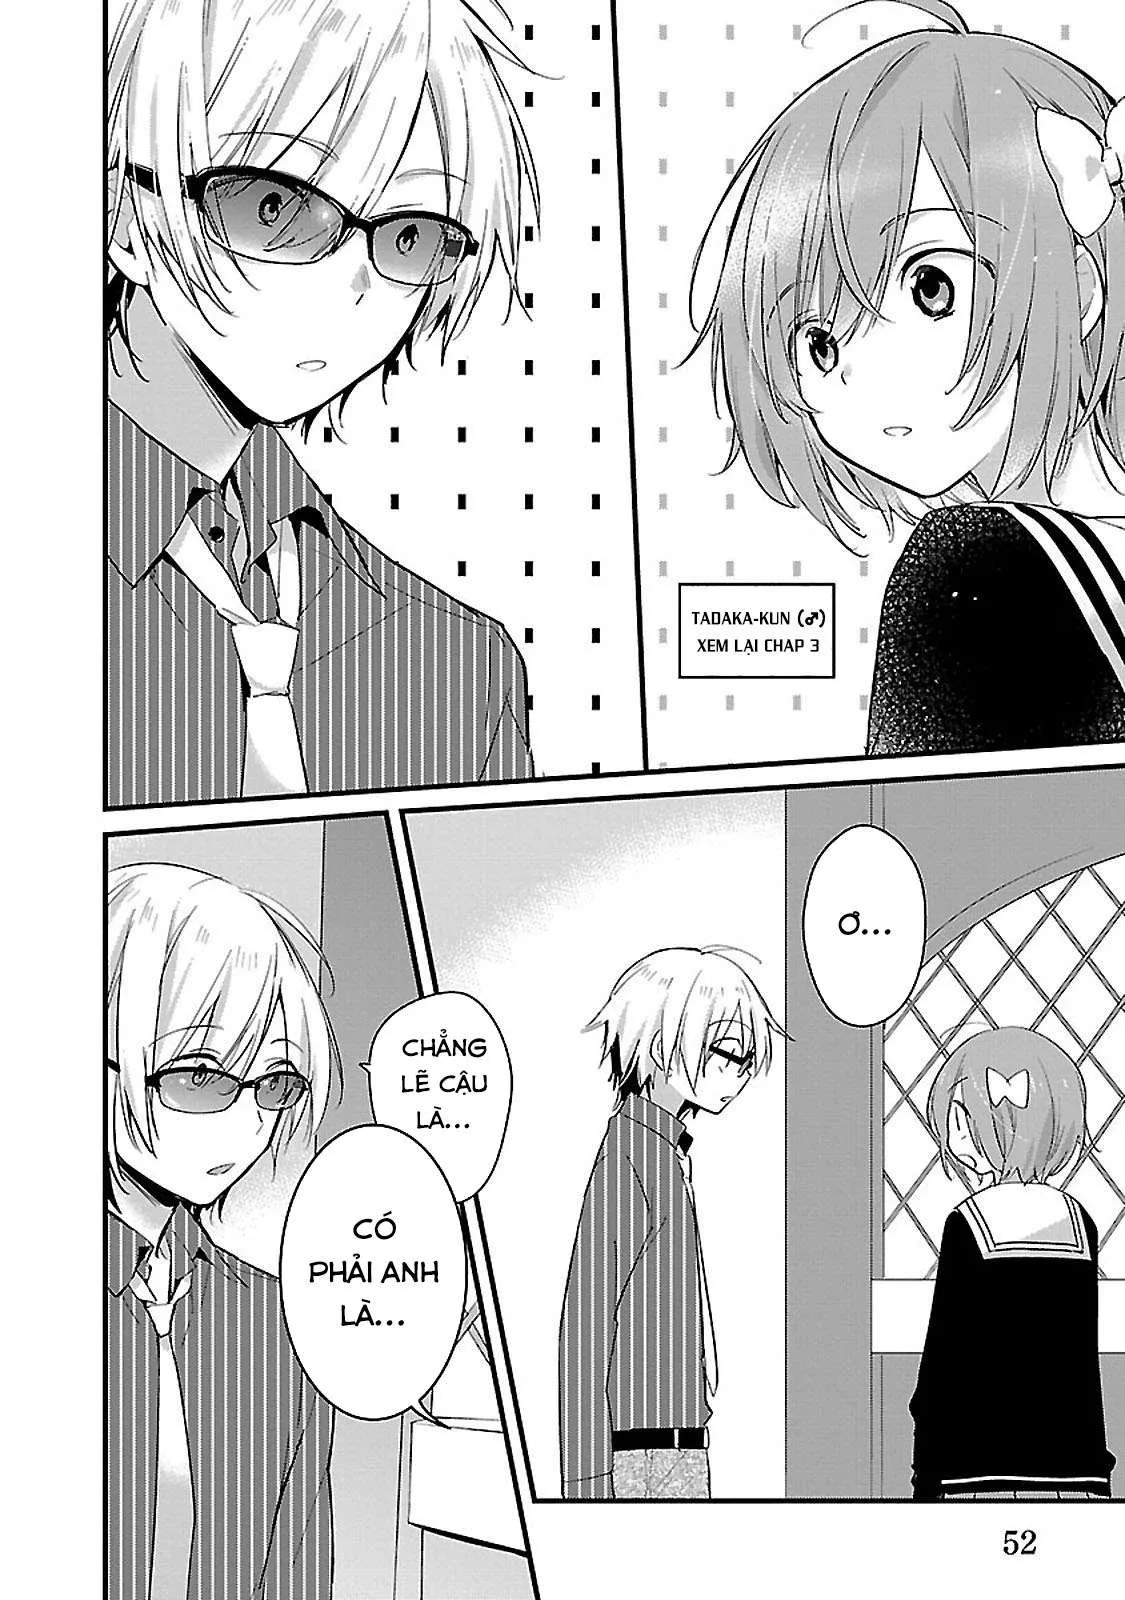 TADAKA-KUN (♂)
XEM LẠI CHAP 3
Ơ...
CHẲNG
LẼ CẬU
LÀ...
CÓ
PHẢI ANH
LÀ...
52